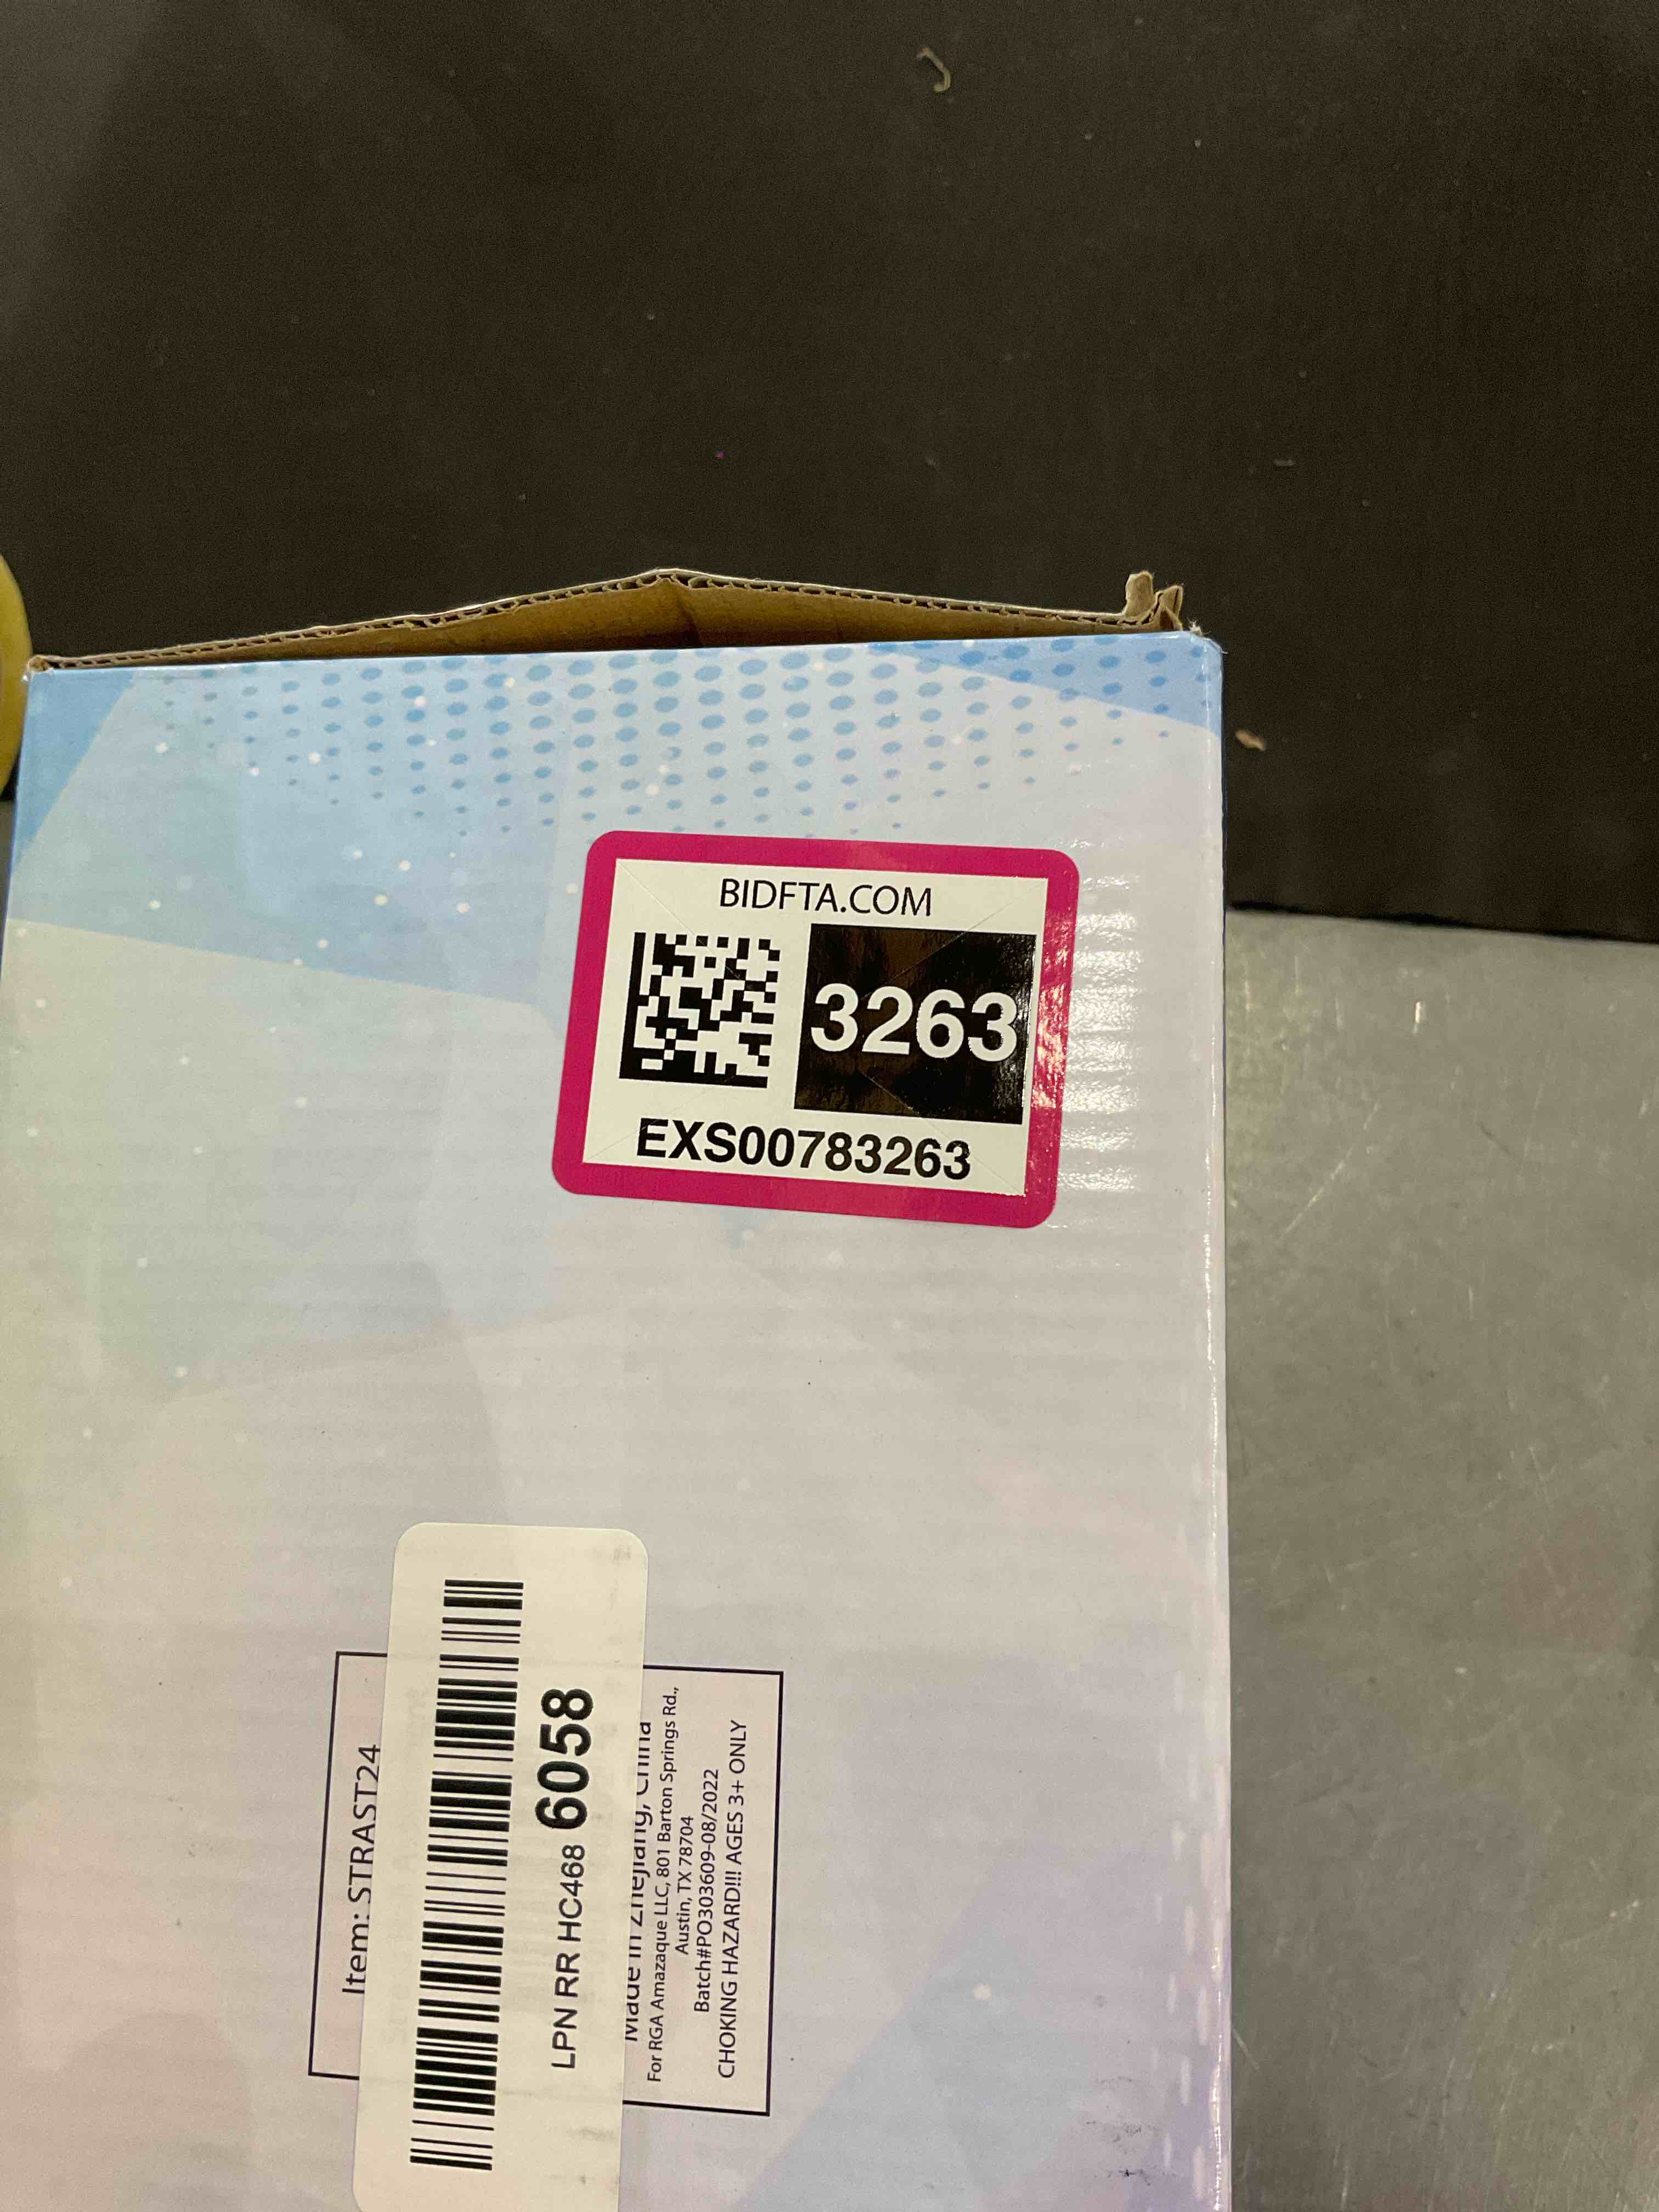 BIDFTA.COM
3263
EXS00783263
Item: STRAST24
LPN RR HC468 6058
Made in Zhejiang, China
For RGA Amazaque LLC, 801 Barton Springs Rd.,
Austin, TX 78704
Batch#PO303609-08/2022
CHOKING HAZARD!!! AGES 3+ ONLY